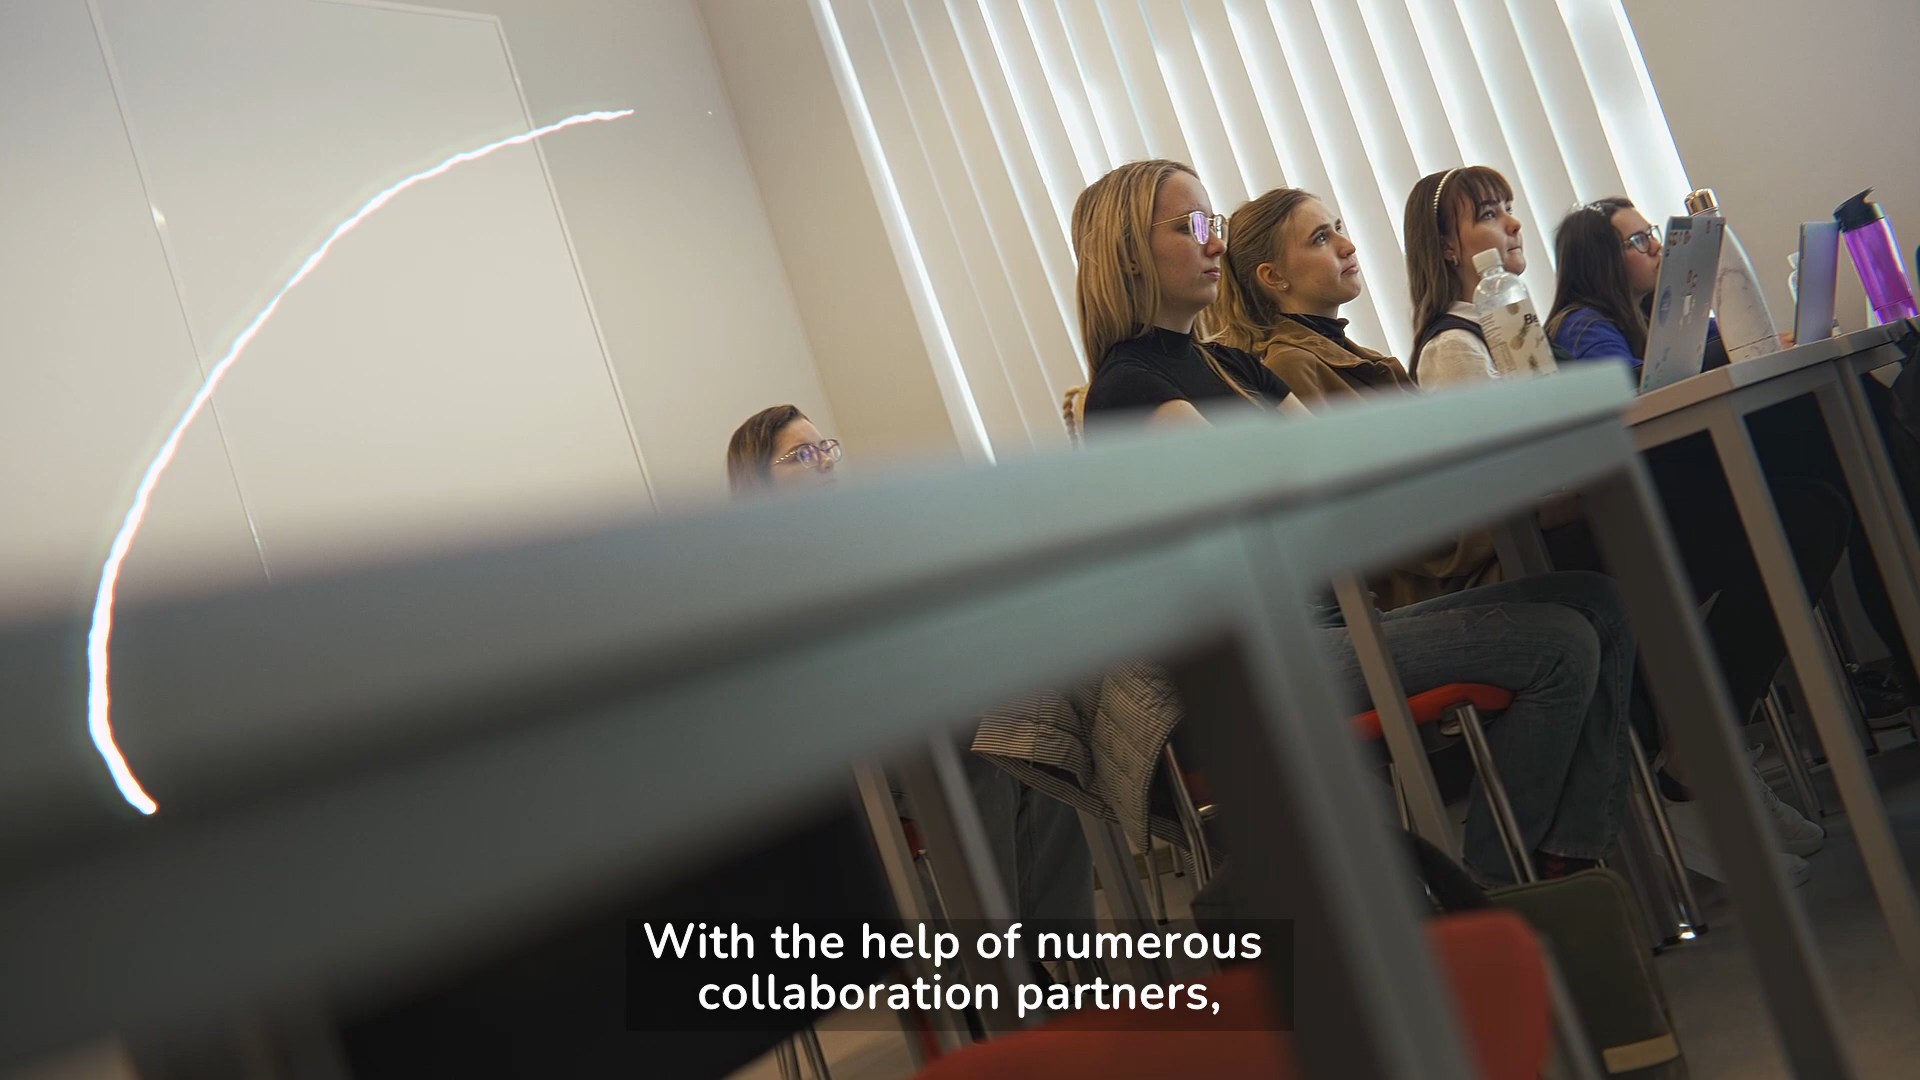 With the help of numerous
collaboration partners,